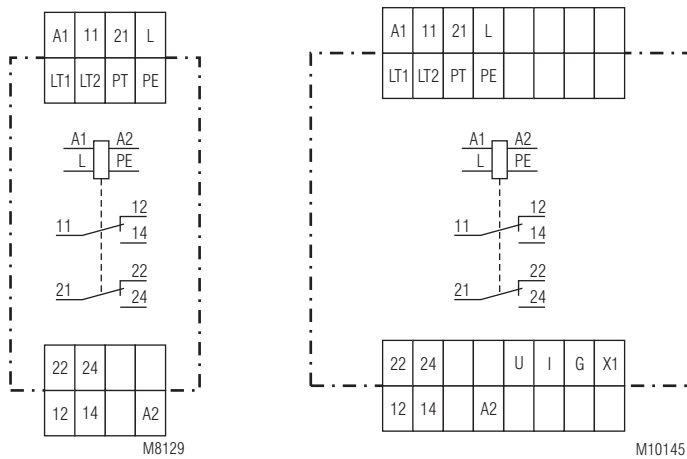 A1 11 21 L
LT1 LT2 PT PE
A1 A2
L PE
12
11 14
22
21 24
22 24
12 14 A2
M8129
A1 11 21 L
LT1 LT2 PT PE
A1 A2
L PE
12
11 14
22
21 24
22 24 U I G X1
12 14 A2
M10145